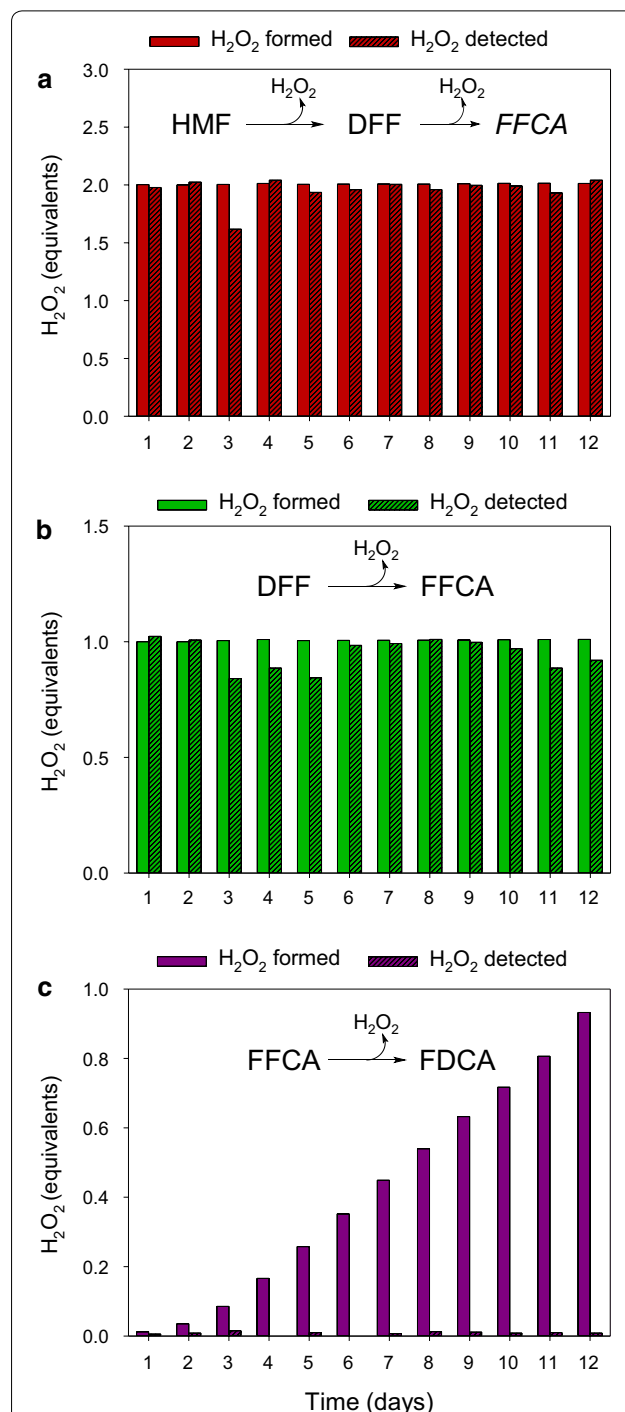 H₂O₂ formed H₂O₂ detected
a
3.0
2.5
2.0
1.5
1.0
0.5
0.0
H₂O₂ (equivalents)
H₂O₂ H₂O₂
HMF DFF FFCA
1 2 3 4 5 6 7 8 9 10 11 12
H₂O₂ formed H₂O₂ detected
b
1.5
1.0
0.5
0.0
H₂O₂ (equivalents)
H₂O₂
DFF FFCA
1 2 3 4 5 6 7 8 9 10 11 12
H₂O₂ formed H₂O₂ detected
c
1.0
0.8
0.6
0.4
0.2
0.0
H₂O₂ (equivalents)
H₂O₂
FFCA FDCA
1 2 3 4 5 6 7 8 9 10 11 12
Time (days)